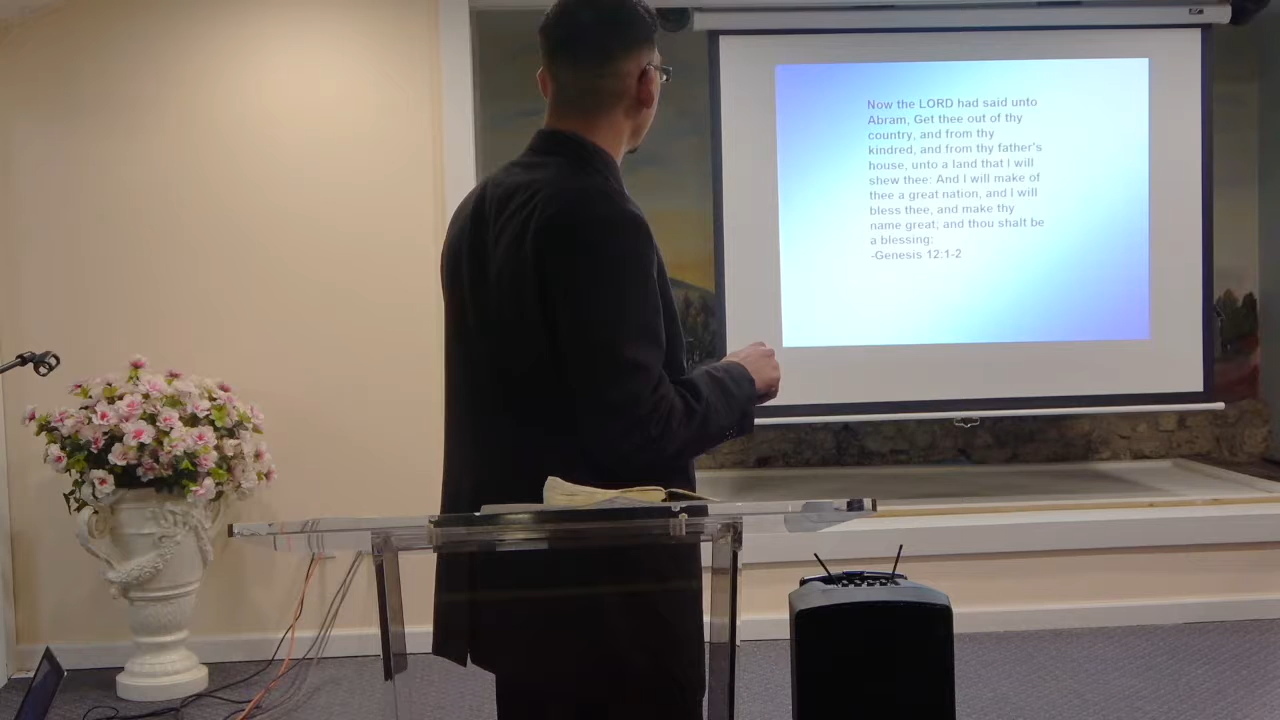 Now the LORD had said unto
Abram, Get thee out of thy
country, and from thy
kindred, and from thy father's
house, unto a land that I will
shew thee: And I will make of
thee a great nation, and I will
bless thee, and make thy
name great; and thou shalt be
a blessing:
-Genesis 12:1-2